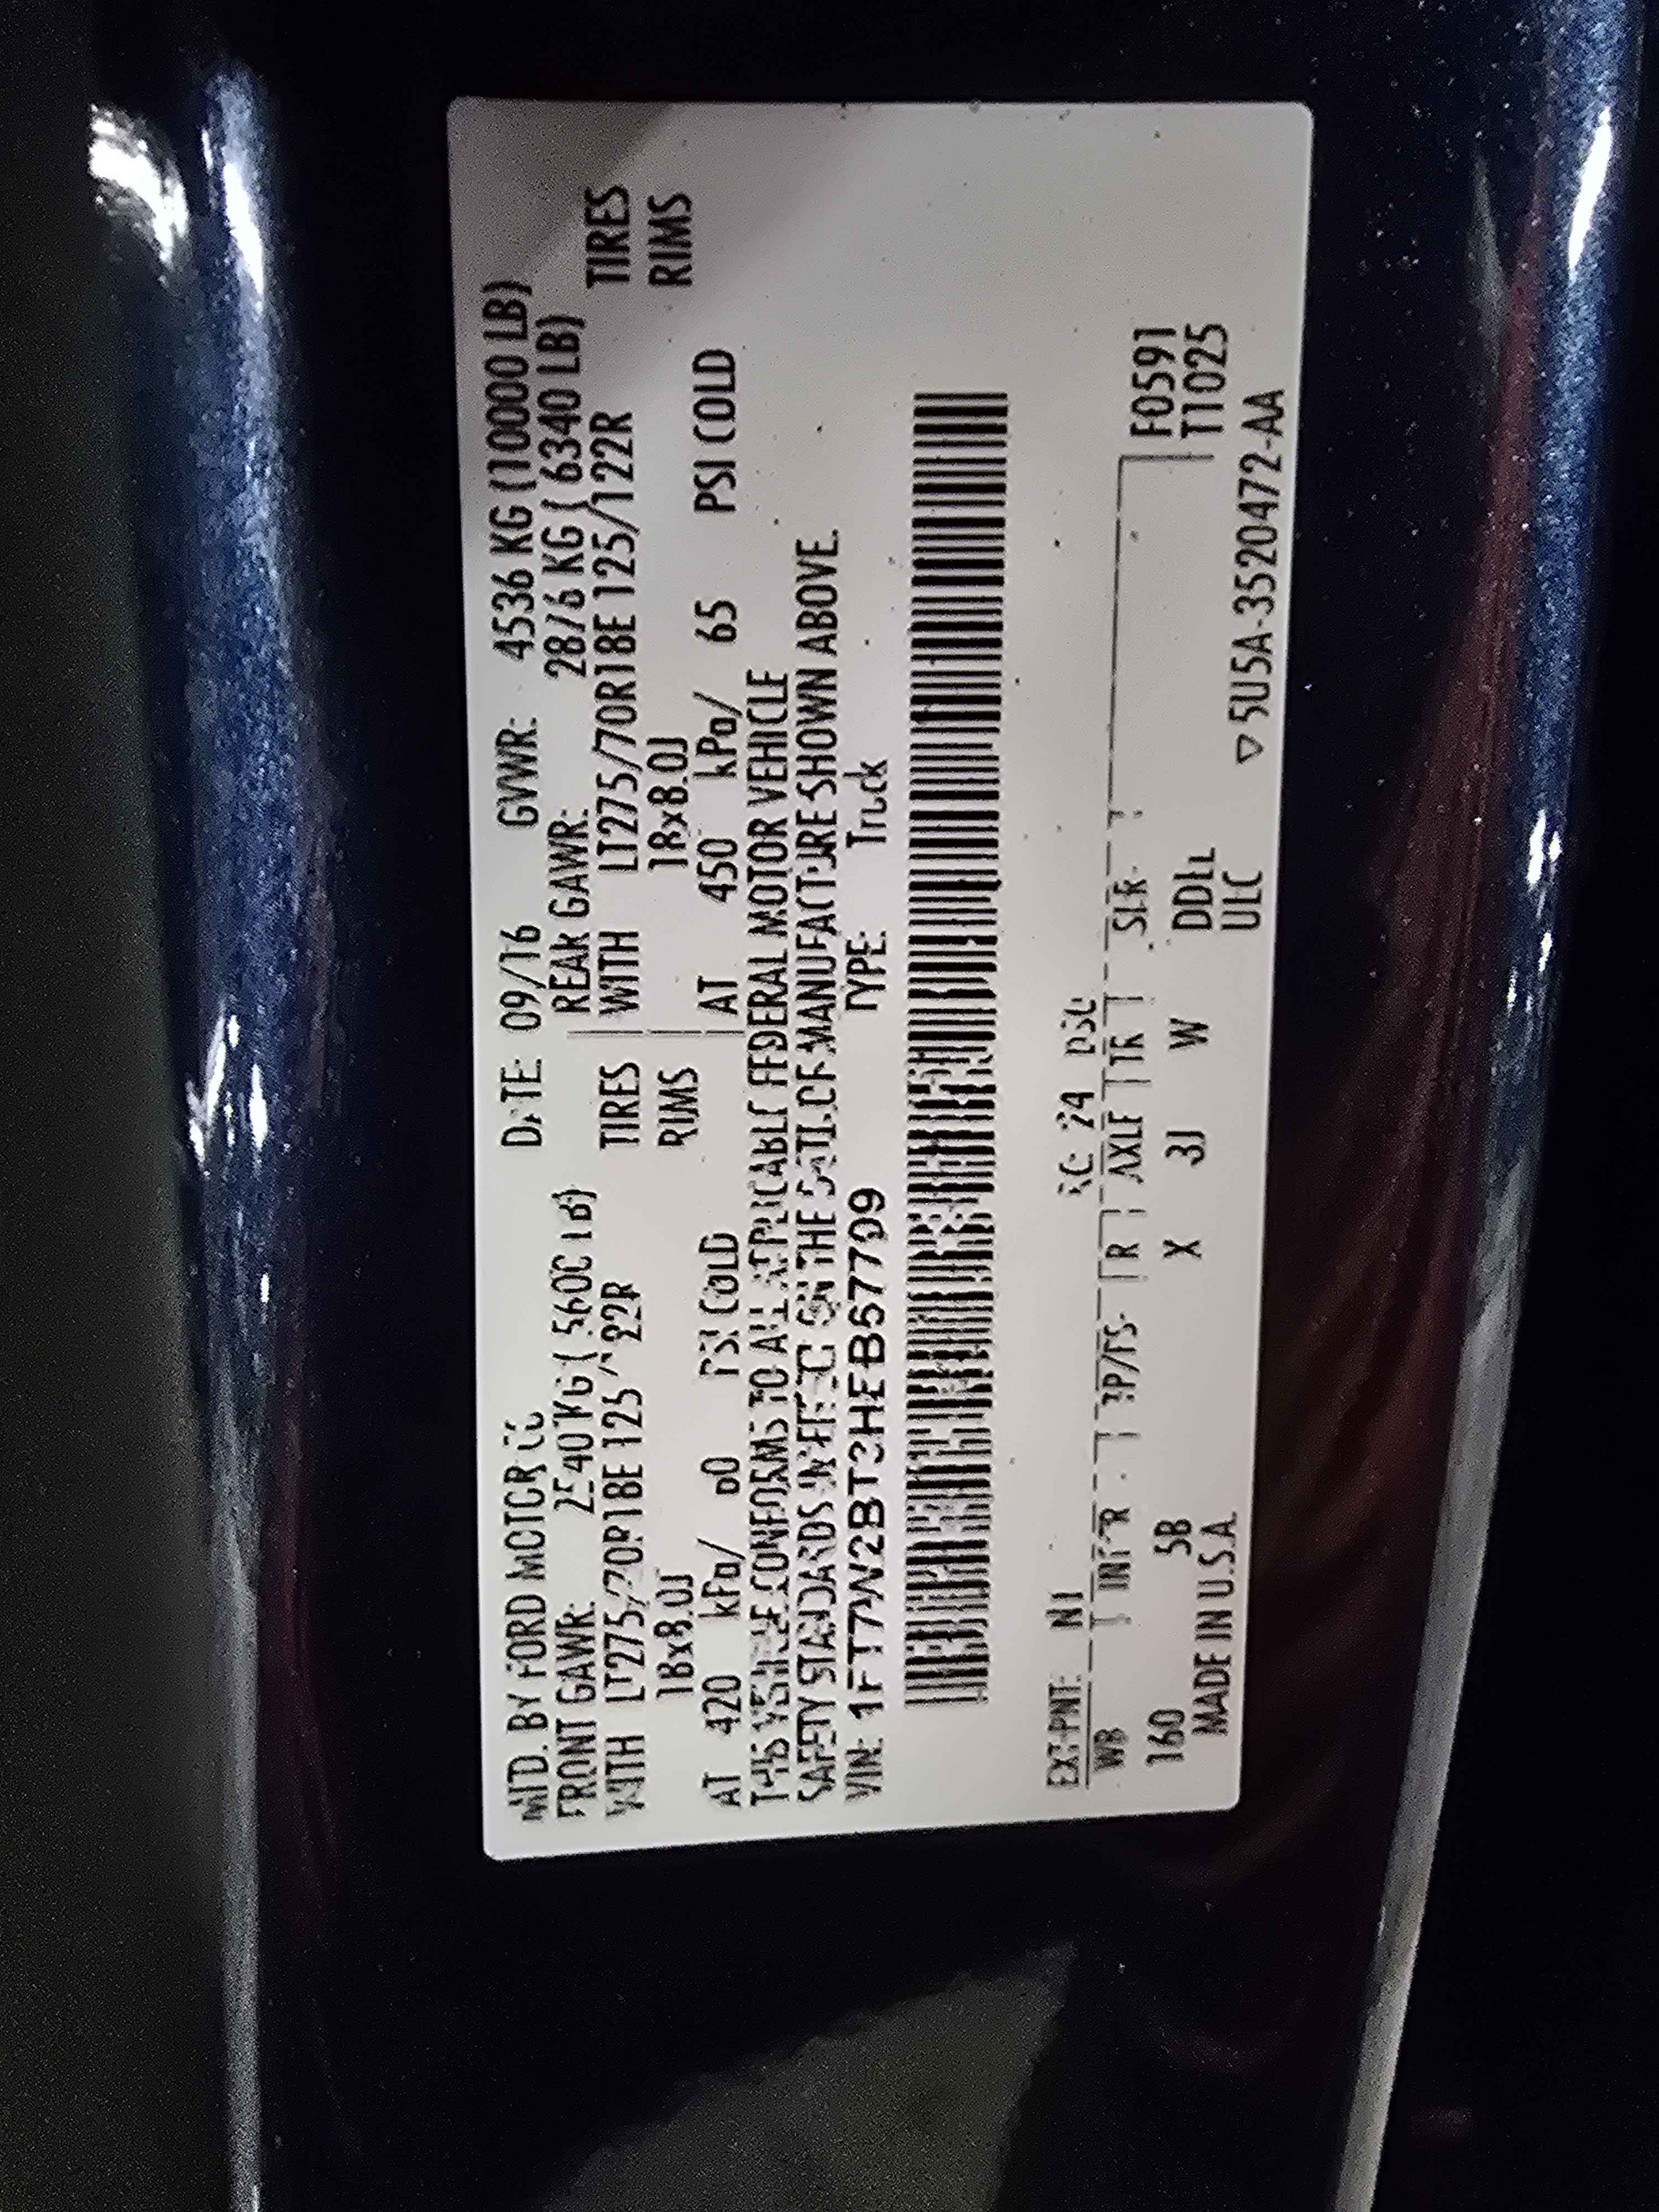 MFD. BY FORD MOTOR CO. DATE: 09/16 GVWR: 4536 KG (10000 LB)
FRONT GAWR: 2540 KG ( 5600 LB) REAR GAWR: 2876 KG ( 6340 LB)
WITH LT275/70R18E 125/122R TIRES WITH LT275/70R18E 125/122R TIRES
18x8.0J RIMS 18x8.0J RIMS
AT 420 kPa/ 60 PSI COLD AT 450 kPa/ 65 PSI COLD
THIS VEHICLE CONFORMS TO ALL APPLICABLE FEDERAL MOTOR VEHICLE
SAFETY STANDARDS IN EFFECT ON THE DATE OF MANUFACTURE SHOWN ABOVE.
VIN: TYPE: Truck
EXT PNT: N1 RC: 24 DSO:
WB INT TR TP/PS R AXLE TR SPR
160 5B X 3J W
MADE IN U.S.A. ULC
F0591
T1025
▽ 5U5A-3520472-AA